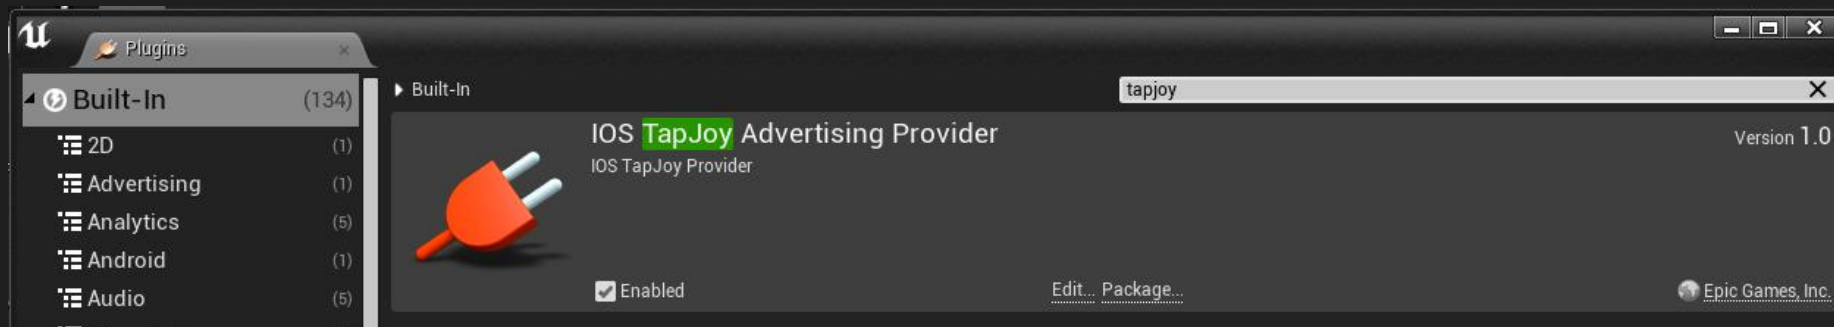 Plugins
Built-In (134)
2D (1)
Advertising (1)
Analytics (5)
Android (1)
Audio (5)
Built-In
tapjoy
IOS TapJoy Advertising Provider
Version 1.0
IOS TapJoy Provider
Enabled
Edit... Package...
Epic Games, Inc.